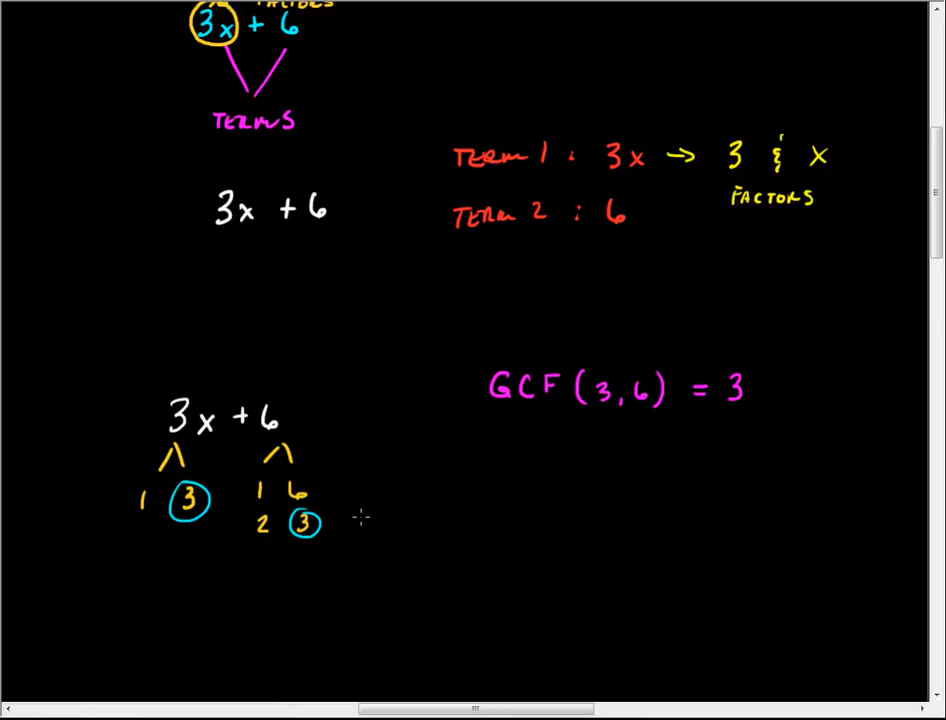 FACTORS
3x + 6
TERMS
TERM 1 : 3x → 3 & x
FACTORS
3x + 6
TERM 2 : 6
GCF(3,6) = 3
3x + 6
1 3 1 6
2 3